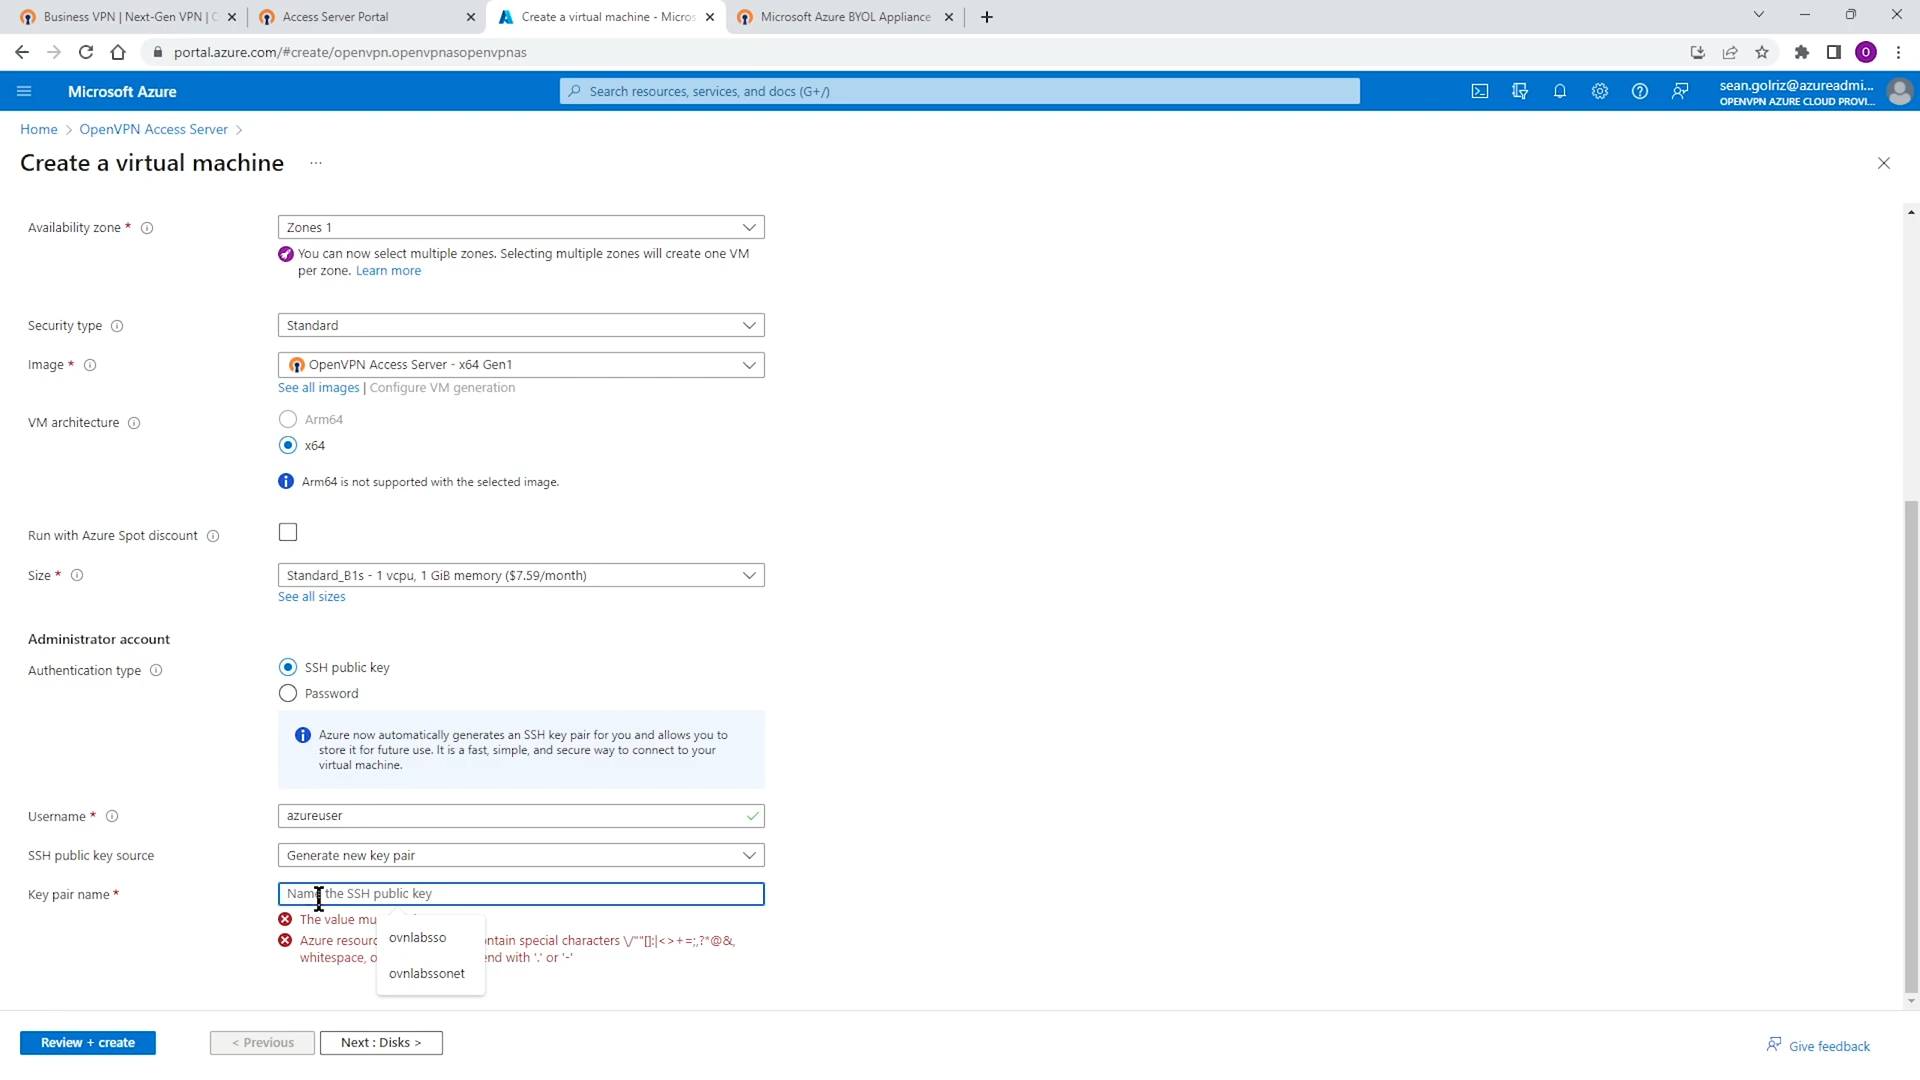 Business VPN | Next-Gen VPN | C
Access Server Portal
Create a virtual machine - Micros
Microsoft Azure BYOL Appliance
portal.azure.com/#create/openvpn.openvpnasopenvpnas
O
Microsoft Azure
Search resources, services, and docs (G+/)
sean.golriz@azureadmi...
OPENVPN AZURE CLOUD PROVI...
Home > OpenVPN Access Server >
Create a virtual machine ...
Availability zone *
Zones 1
You can now select multiple zones. Selecting multiple zones will create one VM
per zone. Learn more
Security type
Standard
Image *
OpenVPN Access Server - x64 Gen1
See all images | Configure VM generation
VM architecture
Arm64
x64
Arm64 is not supported with the selected image.
Run with Azure Spot discount
Size *
Standard_B1s - 1 vcpu, 1 GiB memory ($7.59/month)
See all sizes
Administrator account
Authentication type
SSH public key
Password
Azure now automatically generates an SSH key pair for you and allows you to
store it for future use. It is a fast, simple, and secure way to connect to your
virtual machine.
Username *
azureuser
SSH public key source
Generate new key pair
Key pair name *
Name the SSH public key
The value mu
ovnlabsso
Azure resourc ntain special characters \/""[]:|<>+=;,?*@&,
whitespace, o end with '.' or '-'
ovnlabssonet
Review + create
< Previous
Next : Disks >
Give feedback